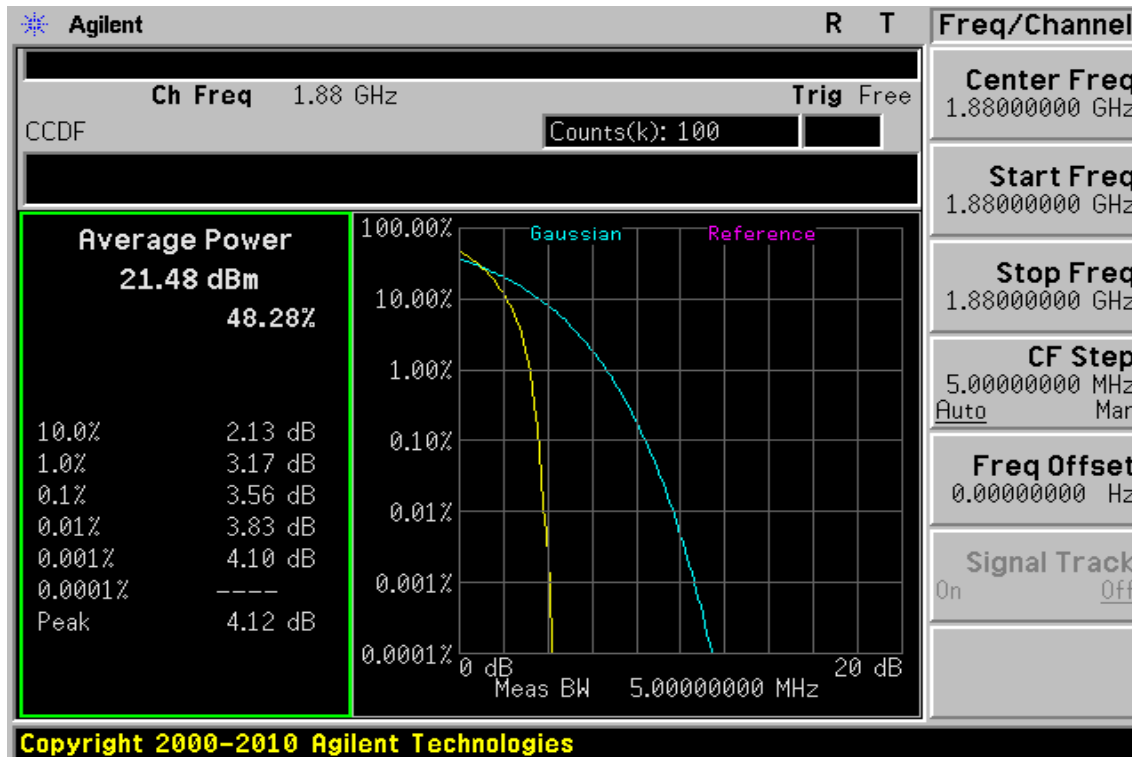 Agilent R T Freq/Channel
Ch Freq 1.88 GHz Trig Free
CCDF Counts(k): 100
Average Power
21.48 dBm
48.28%
10.0% 2.13 dB
1.0% 3.17 dB
0.1% 3.56 dB
0.01% 3.83 dB
0.001% 4.10 dB
0.0001% ----
Peak 4.12 dB
Gaussian Reference
100.00%
10.00%
1.00%
0.10%
0.01%
0.001%
0.0001%
0 dB 20 dB
Meas BW 5.00000000 MHz
Center Freq
1.88000000 GHz
Start Freq
1.88000000 GHz
Stop Freq
1.88000000 GHz
CF Step
5.00000000 MHz
Auto Man
Freq Offset
0.00000000 Hz
Signal Track
On Off
Copyright 2000-2010 Agilent Technologies